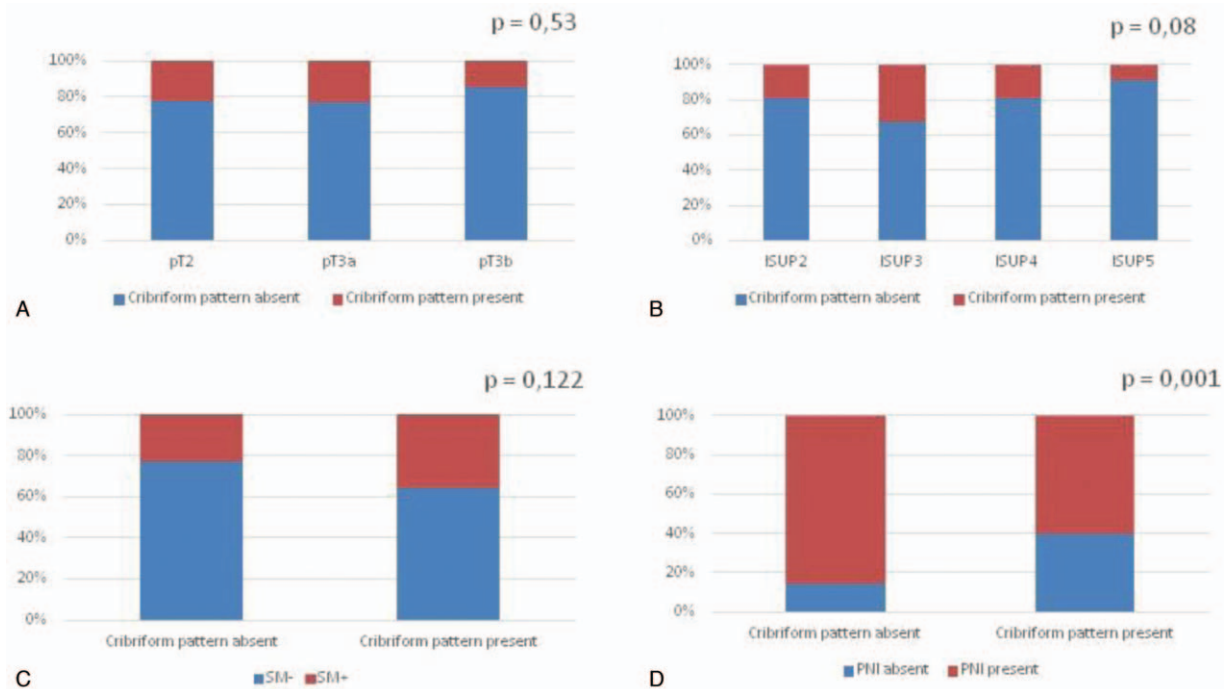 p = 0,53
100%
80%
60%
40%
20%
0%
pT2 pT3a pT3b
Cribriform pattern absent Cribriform pattern present
A
p = 0,08
100%
80%
60%
40%
20%
0%
ISUP2 ISUP3 ISUP4 ISUP5
Cribriform pattern absent Cribriform pattern present
B
p = 0,122
100%
80%
60%
40%
20%
0%
Cribriform pattern absent Cribriform pattern present
SM- SM+
C
p = 0,001
100%
80%
60%
40%
20%
0%
Cribriform pattern absent Cribriform pattern present
PNI absent PNI present
D